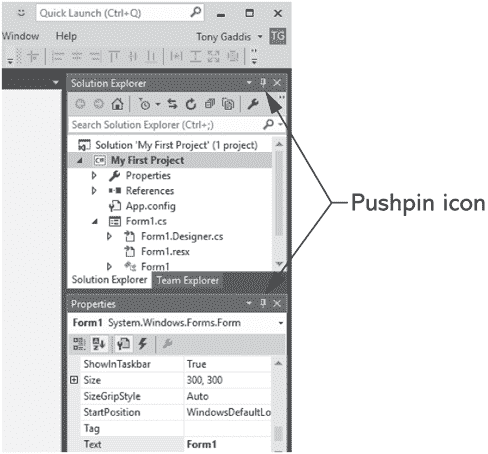 Quick Launch (Ctrl+Q)
Window Help
Tony Gaddis TG
Solution Explorer
Search Solution Explorer (Ctrl+;)
Solution 'My First Project' (1 project)
C# My First Project
Properties
References
App.config
Form1.cs
Form1.Designer.cs
Form1.resx
Form1
Solution Explorer Team Explorer
Pushpin icon
Properties
Form1 System.Windows.Forms.Form
ShowInTaskbar True
Size 300, 300
SizeGripStyle Auto
StartPosition WindowsDefaultLo
Tag
Text Form1